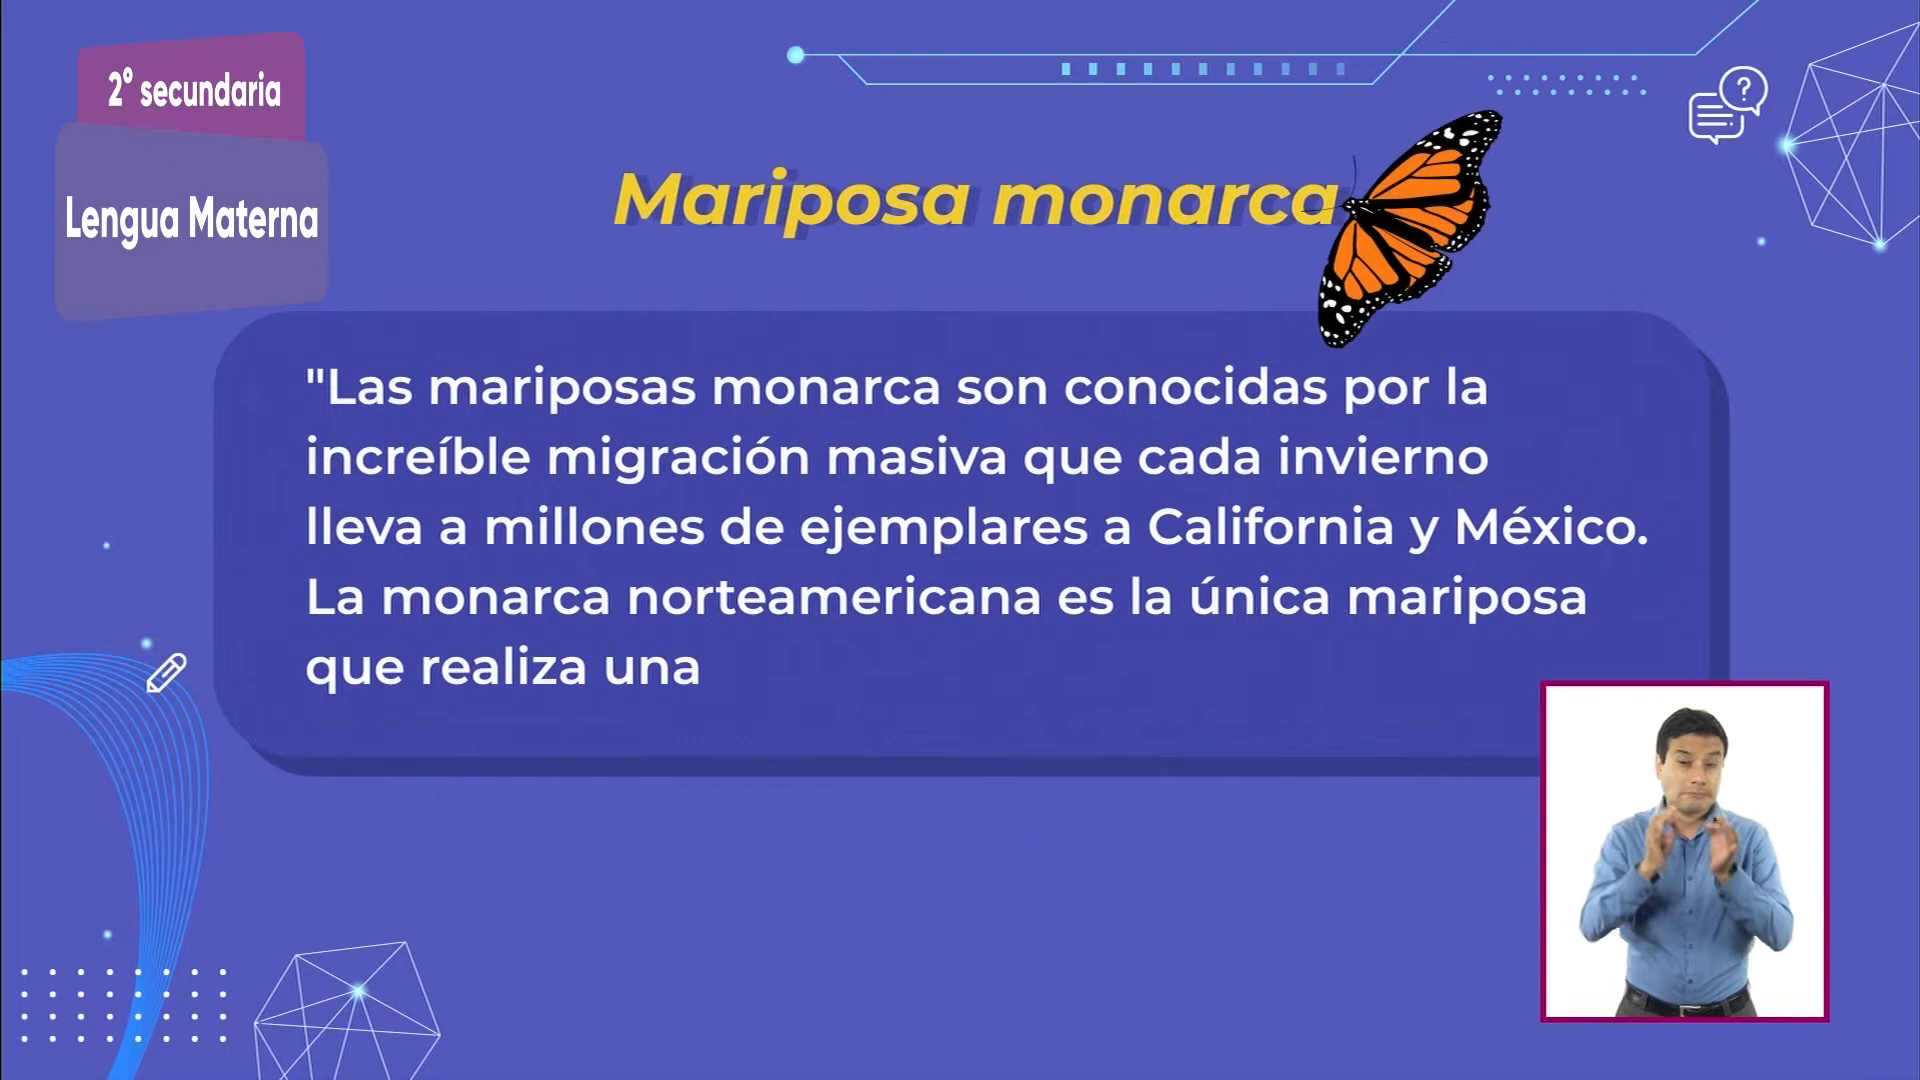 2° secundaria
Lengua Materna
Mariposa monarca
"Las mariposas monarca son conocidas por la
increíble migración masiva que cada invierno
lleva a millones de ejemplares a California y México.
La monarca norteamericana es la única mariposa
que realiza una